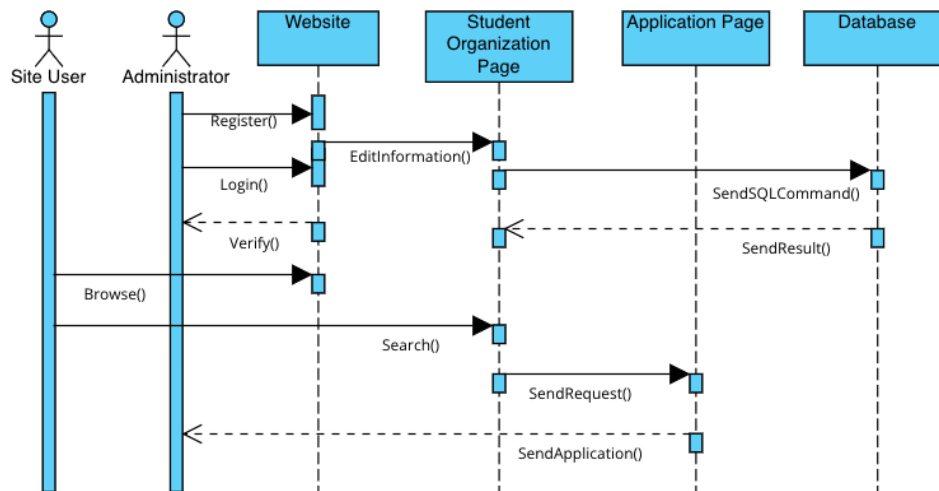 Website
Student
Organization
Page
Application Page
Database
Site User
Administrator
Register()
EditInformation()
Login()
SendSQLCommand()
Verify()
SendResult()
Browse()
Search()
SendRequest()
SendApplication()